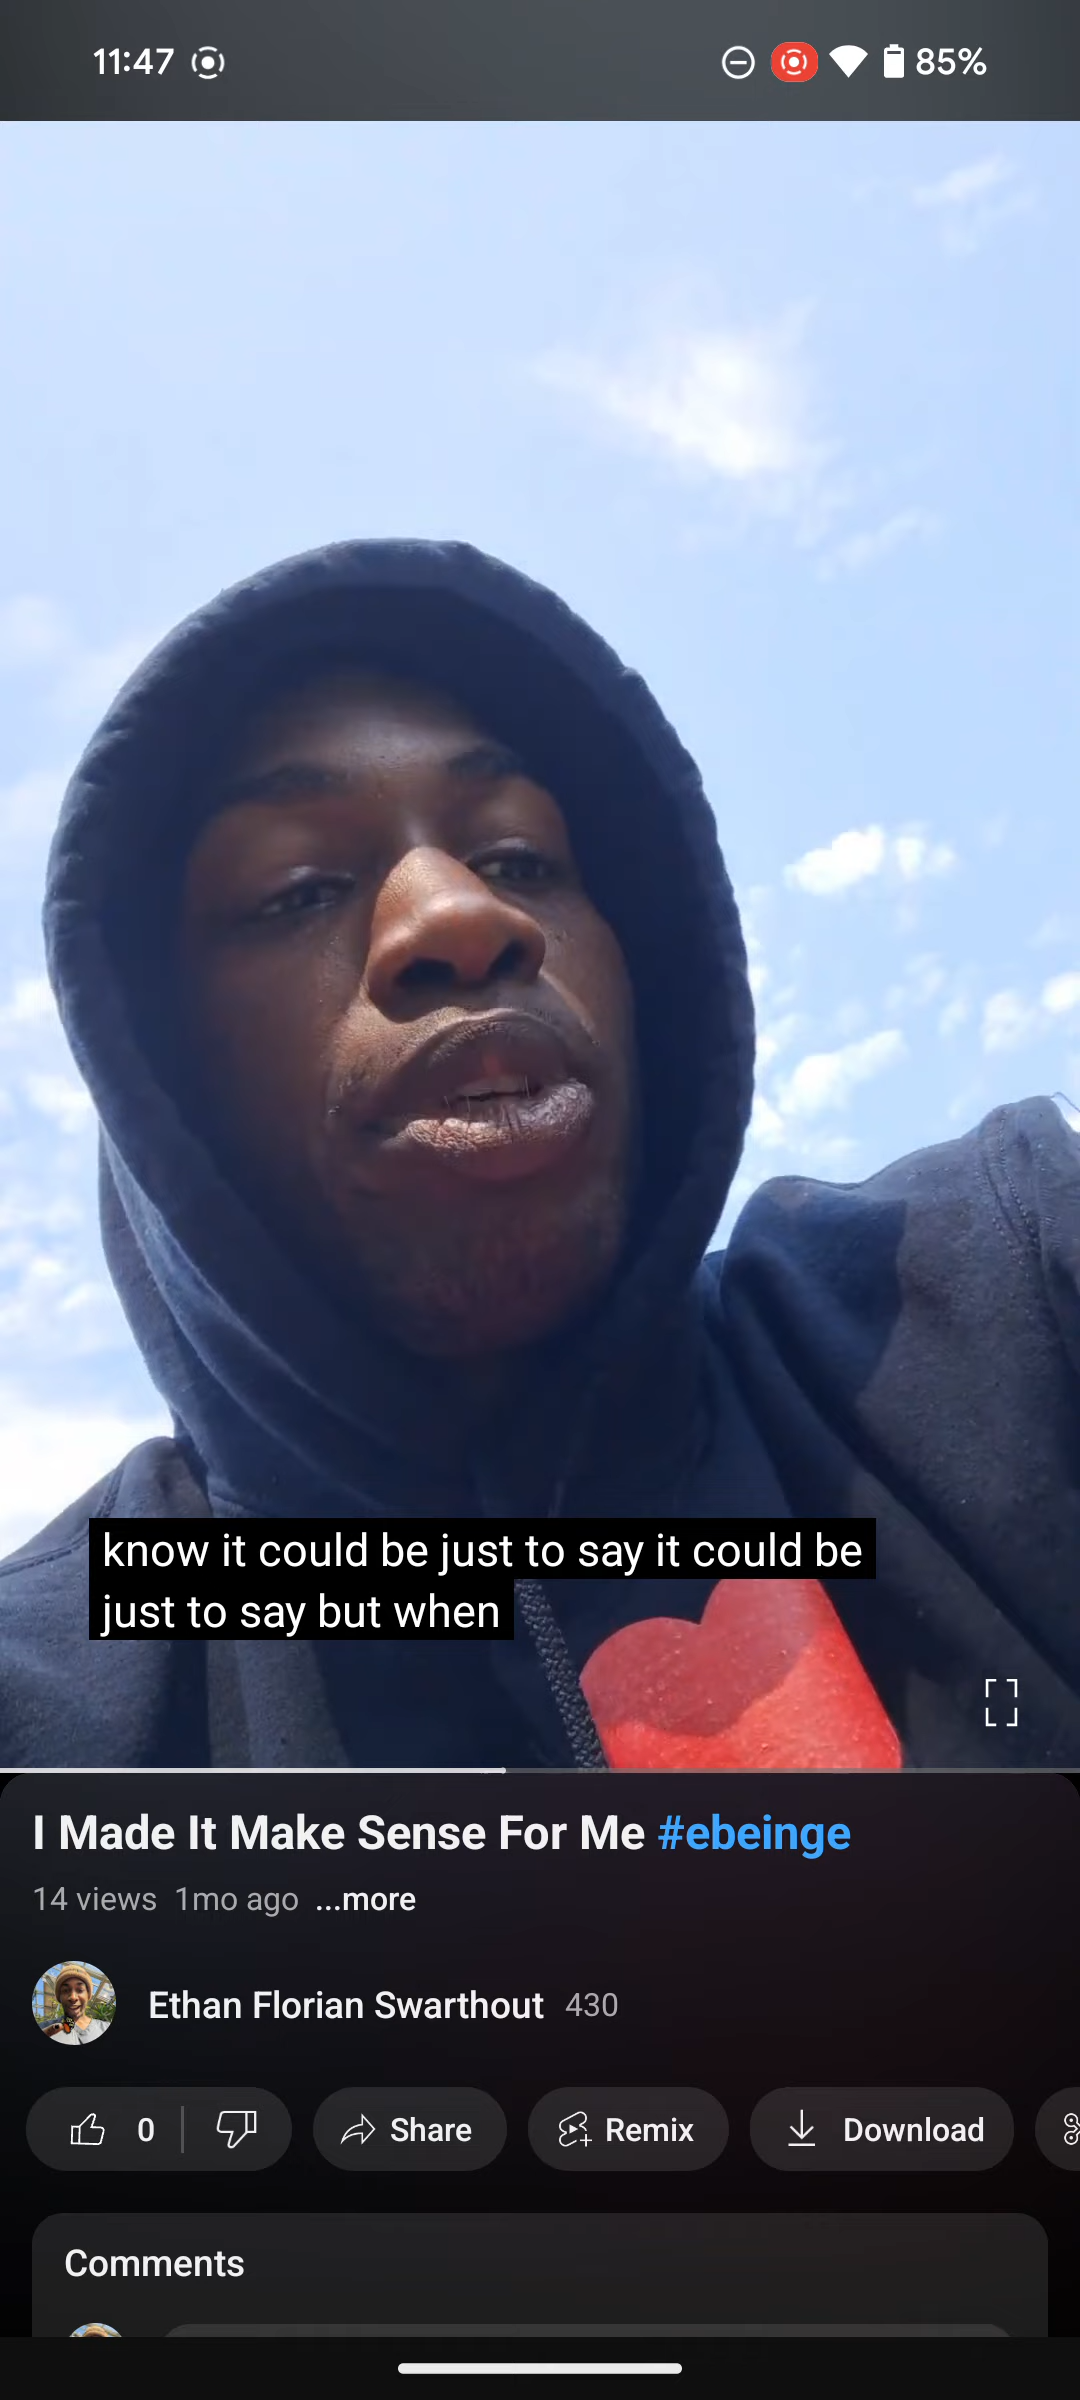 11:47
85%
know it could be just to say it could be
just to say but when
I Made It Make Sense For Me #ebeinge
14 views 1mo ago ...more
Ethan Florian Swarthout 430
0 Share Remix Download
Comments